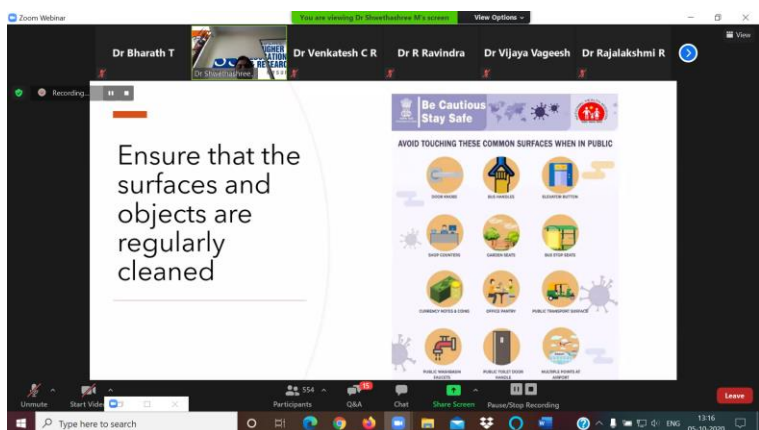 Zoom Webinar
You are viewing Dr Shwethashree M's screen
View Options
View
Dr Bharath T
Dr Shwethashree...
Dr Venkatesh C R
Dr R Ravindra
Dr Vijaya Vageesh
Dr Rajalakshmi R
Recording...
Ensure that the
surfaces and
objects are
regularly
cleaned
Be Cautious
Stay Safe
AVOID TOUCHING THESE COMMON SURFACES WHEN IN PUBLIC
DOOR KNOBS
BUS HANDLES
ELEVATOR BUTTON
SHOP COUNTERS
GARDEN SEATS
BUS STOP SEATS
CURRENCY NOTES & COINS
OFFICE PANTRY
PUBLIC TRANSPORT SURFACE
PUBLIC WASHBASIN
FAUCETS
PUBLIC TOILET DOOR
HANDLE
MULTIPLE POINTS AT
AIRPORT
Unmute
Start Video
554
Participants
15
Q&A
Chat
Share Screen
Pause/Stop Recording
Leave
Type here to search
ENG
13:16
05-10-2020